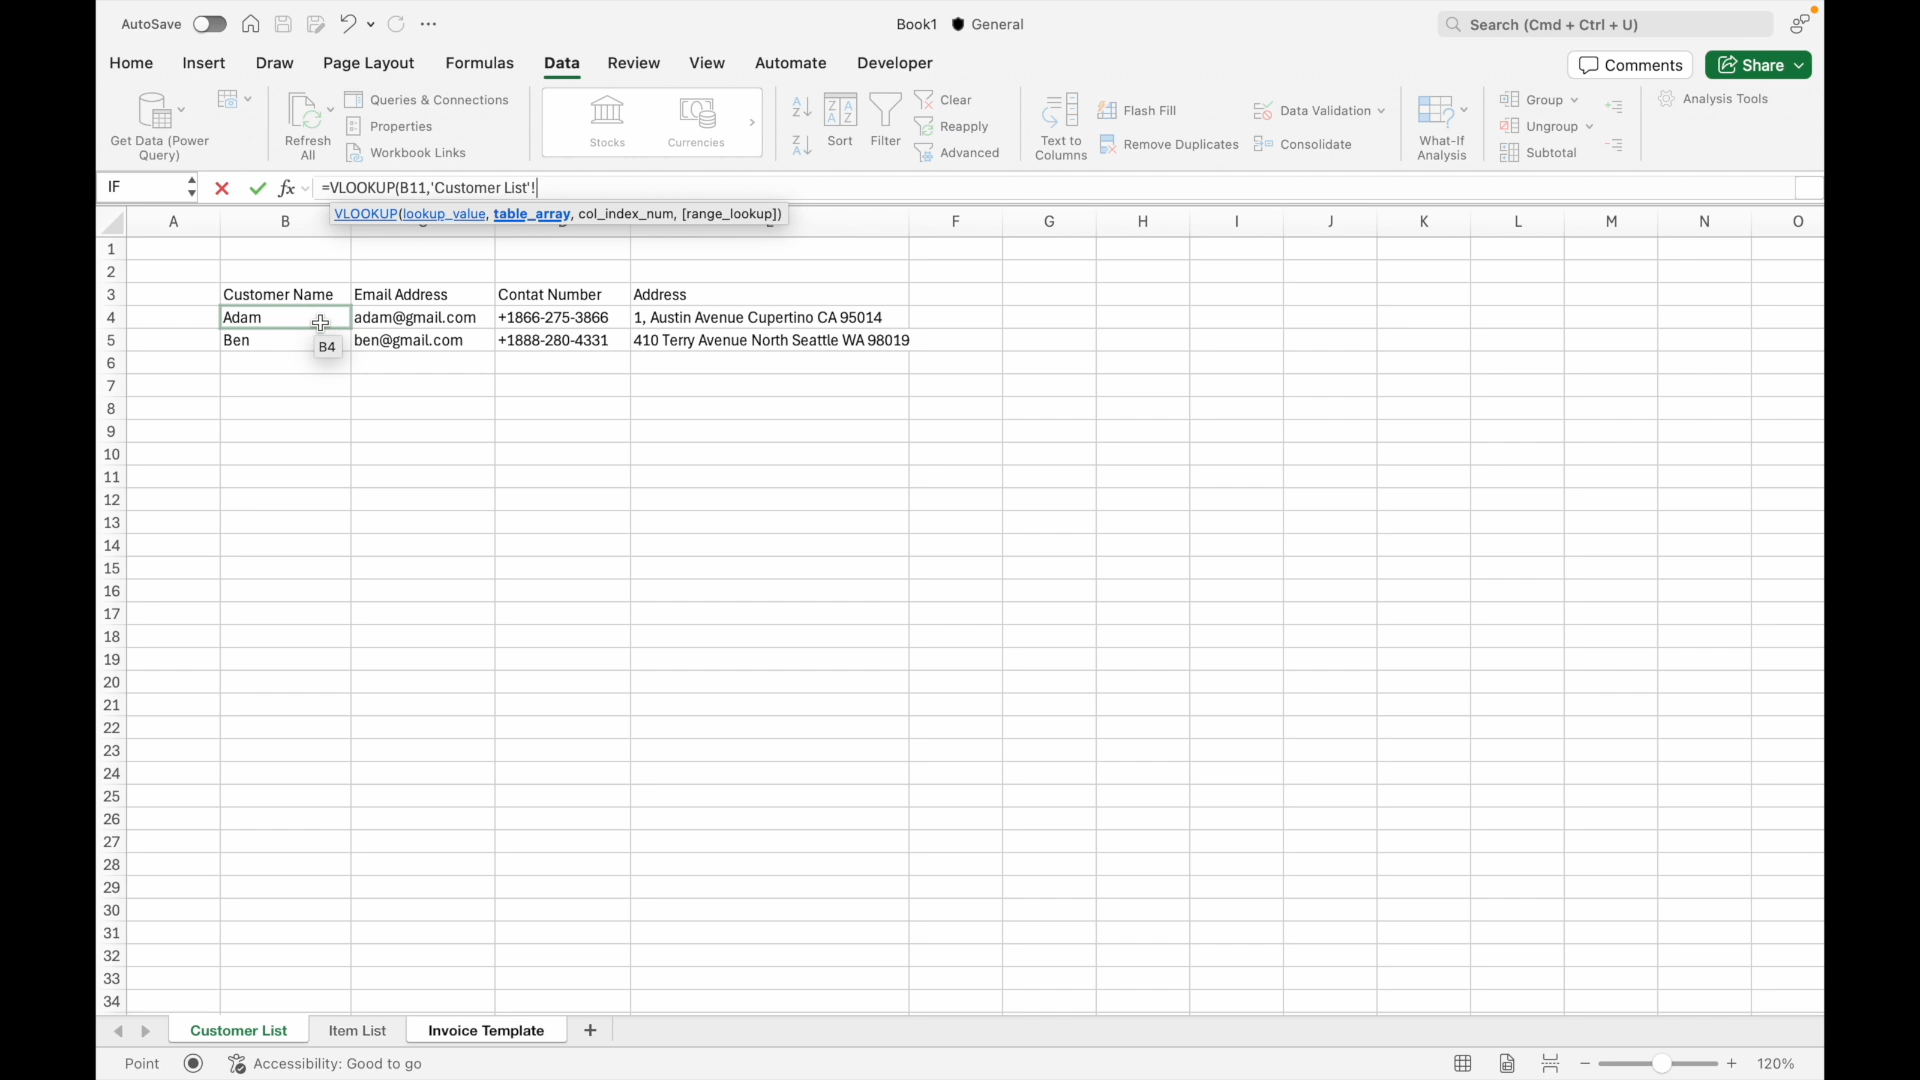 AutoSave
Book1 General
Search (Cmd + Ctrl + U)
Home Insert Draw Page Layout Formulas Data Review View Automate Developer
Comments Share
Get Data (Power Query)
Refresh All
Queries & Connections
Properties
Workbook Links
Stocks Currencies
Sort Filter
Clear
Reapply
Advanced
Text to Columns
Flash Fill
Remove Duplicates
Data Validation
Consolidate
What-If Analysis
Group
Ungroup
Subtotal
Analysis Tools
IF fx =VLOOKUP(B11,'Customer List'!
VLOOKUP(lookup_value, table_array, col_index_num, [range_lookup])
A B F G H I J K L M N O
1
2
3 Customer Name Email Address Contat Number Address
4 Adam adam@gmail.com +1866-275-3866 1, Austin Avenue Cupertino CA 95014
B4
5 Ben ben@gmail.com +1888-280-4331 410 Terry Avenue North Seattle WA 98019
6
7
8
9
10
11
12
13
14
15
16
17
18
19
20
21
22
23
24
25
26
27
28
29
30
31
32
33
34
Customer List Item List Invoice Template +
Point Accessibility: Good to go 120%